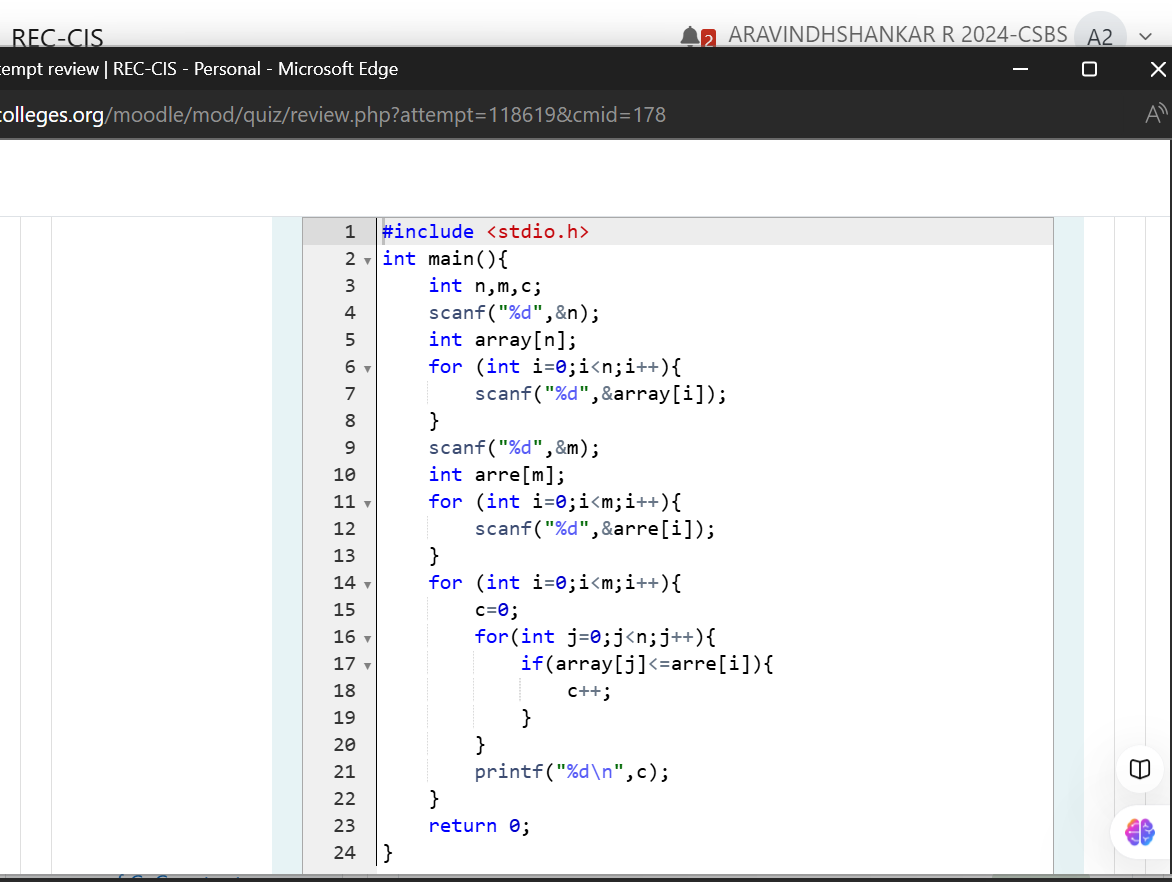 REC-CIS
2 ARAVINDHSHANKAR R 2024-CSBS A2
empt review | REC-CIS - Personal - Microsoft Edge
olleges.org/moodle/mod/quiz/review.php?attempt=118619&cmid=178
1 #include <stdio.h>
2 int main(){
3     int n,m,c;
4     scanf("%d",&n);
5     int array[n];
6     for (int i=0;i<n;i++){
7         scanf("%d",&array[i]);
8     }
9     scanf("%d",&m);
10     int arre[m];
11     for (int i=0;i<m;i++){
12         scanf("%d",&arre[i]);
13     }
14     for (int i=0;i<m;i++){
15         c=0;
16         for(int j=0;j<n;j++){
17             if(array[j]<=arre[i]){
18                 c++;
19             }
20         }
21         printf("%d\n",c);
22     }
23     return 0;
24 }